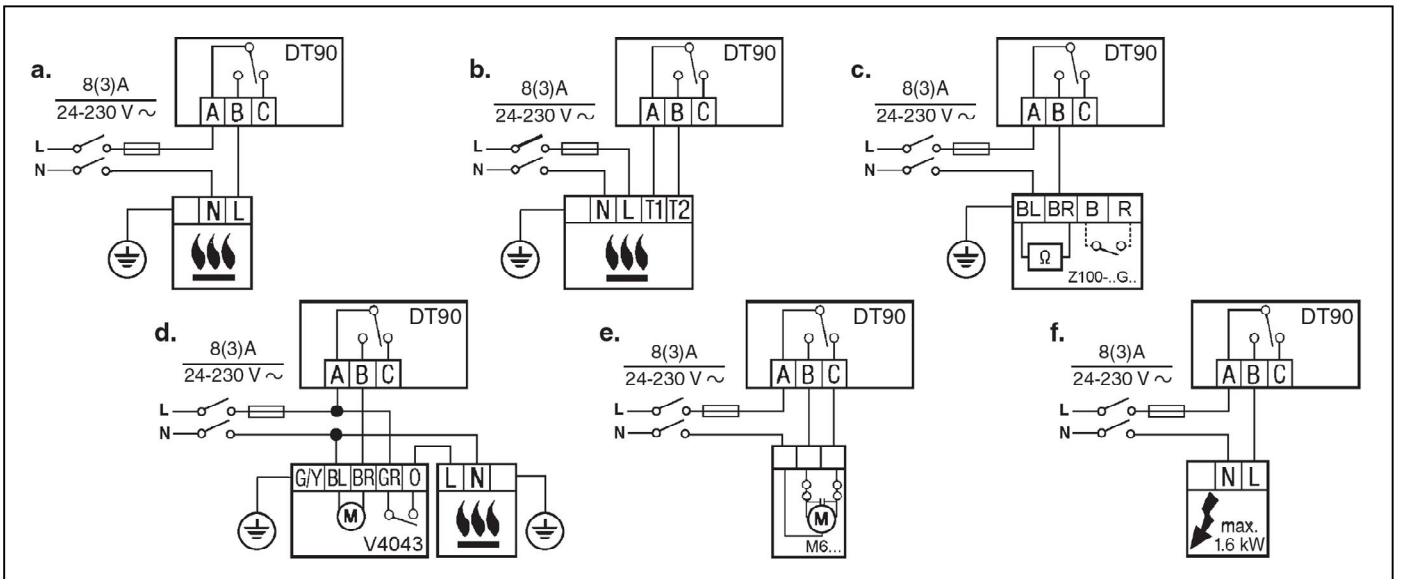 a.
DT90
8(3)A
24-230 V ~
A B C
L
N
N L
b.
DT90
8(3)A
24-230 V ~
A B C
L
N
N L T1 T2
c.
DT90
8(3)A
24-230 V ~
A B C
L
N
BL BR B R
Ω
Z100-..G..
d.
DT90
8(3)A
24-230 V ~
A B C
L
N
G/Y BL BR GR O
L N
M
V4043
e.
DT90
8(3)A
24-230 V ~
A B C
L
N
M
M6...
f.
DT90
8(3)A
24-230 V ~
A B C
L
N
N L
max.
1.6 kW